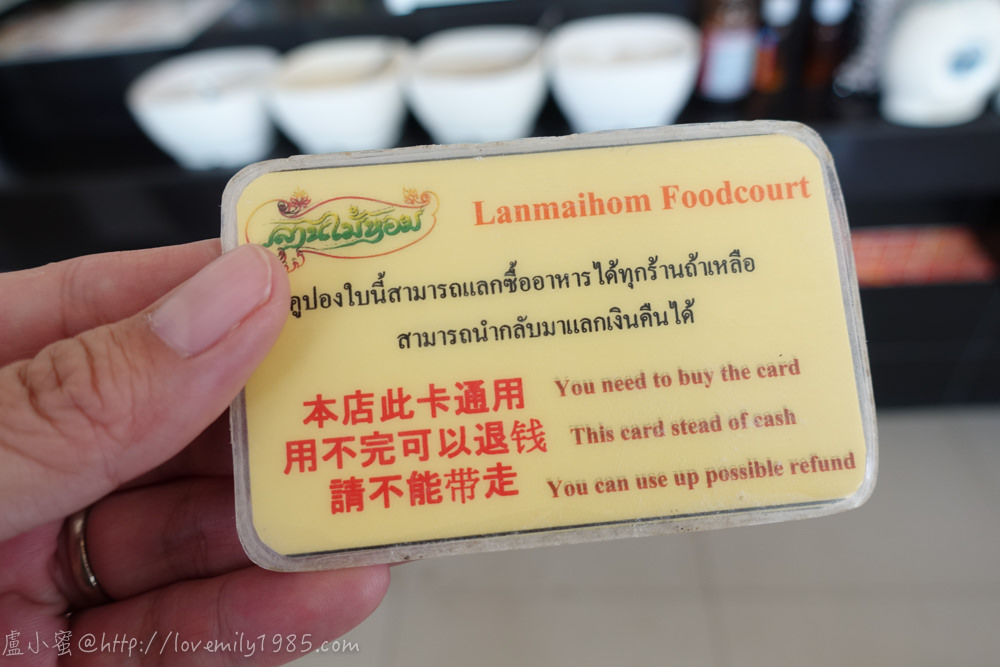 ลานไม้หอม
Lanmaihom Foodcourt
คูปองใบนี้สามารถแลกซื้ออาหารได้ทุกร้านถ้าเหลือ
สามารถนำกลับมาแลกเงินคืนได้
本店此卡通用
用不完可以退钱
請不能带走
You need to buy the card
This card stead of cash
You can use up possible refund
盧小蜜@http://lovemily1985.com/